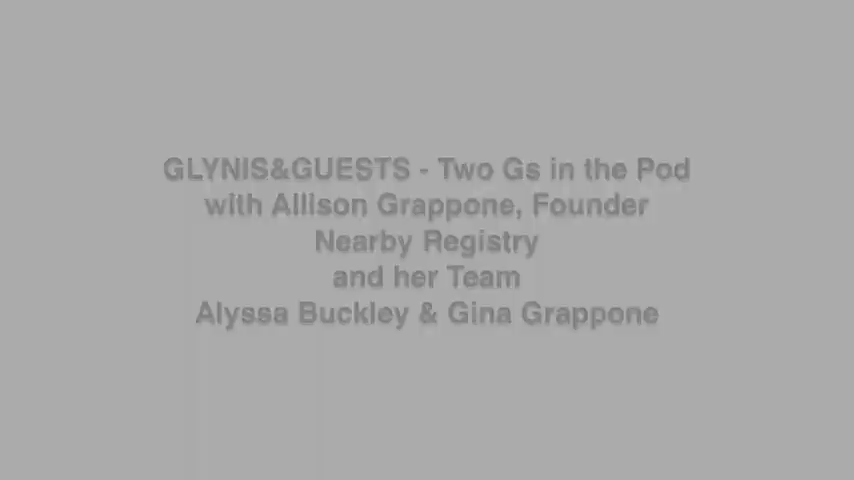 GLYNIS&GUESTS - Two Gs in the Pod
with Allison Grappone, Founder
Nearby Registry
and her Team
Alyssa Buckley & Gina Grappone